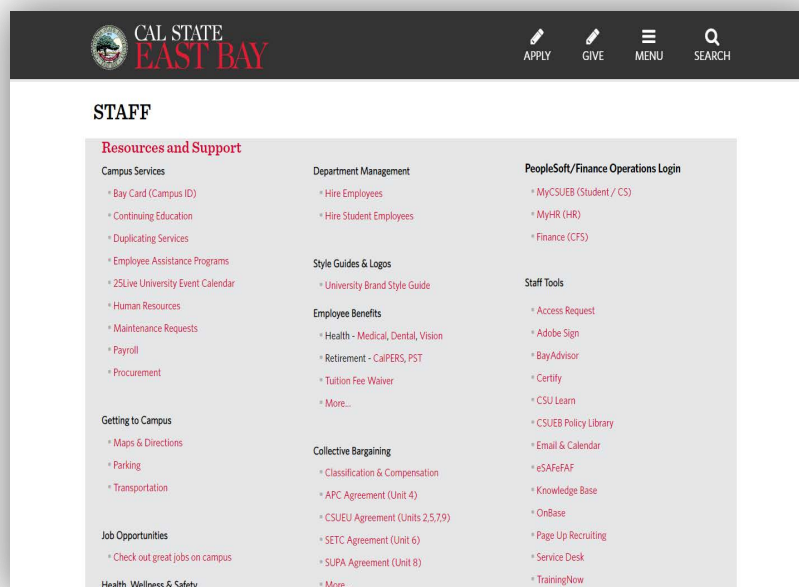 CAL STATE
EAST BAY
APPLY
GIVE
MENU
SEARCH
STAFF
Resources and Support
Campus Services
Bay Card (Campus ID)
Continuing Education
Duplicating Services
Employee Assistance Programs
25Live University Event Calendar
Human Resources
Maintenance Requests
Payroll
Procurement
Getting to Campus
Maps & Directions
Parking
Transportation
Job Opportunities
Check out great jobs on campus
Health, Wellness & Safety
Department Management
Hire Employees
Hire Student Employees
Style Guides & Logos
University Brand Style Guide
Employee Benefits
Health - Medical, Dental, Vision
Retirement - CalPERS, PST
Tuition Fee Waiver
More...
Collective Bargaining
Classification & Compensation
APC Agreement (Unit 4)
CSUEU Agreement (Units 2,5,7,9)
SETC Agreement (Unit 6)
SUPA Agreement (Unit 8)
More
PeopleSoft/Finance Operations Login
MyCSUEB (Student / CS)
MyHR (HR)
Finance (CFS)
Staff Tools
Access Request
Adobe Sign
BayAdvisor
Certify
CSU Learn
CSUEB Policy Library
Email & Calendar
eSAFeFAF
Knowledge Base
OnBase
Page Up Recruiting
Service Desk
TrainingNow